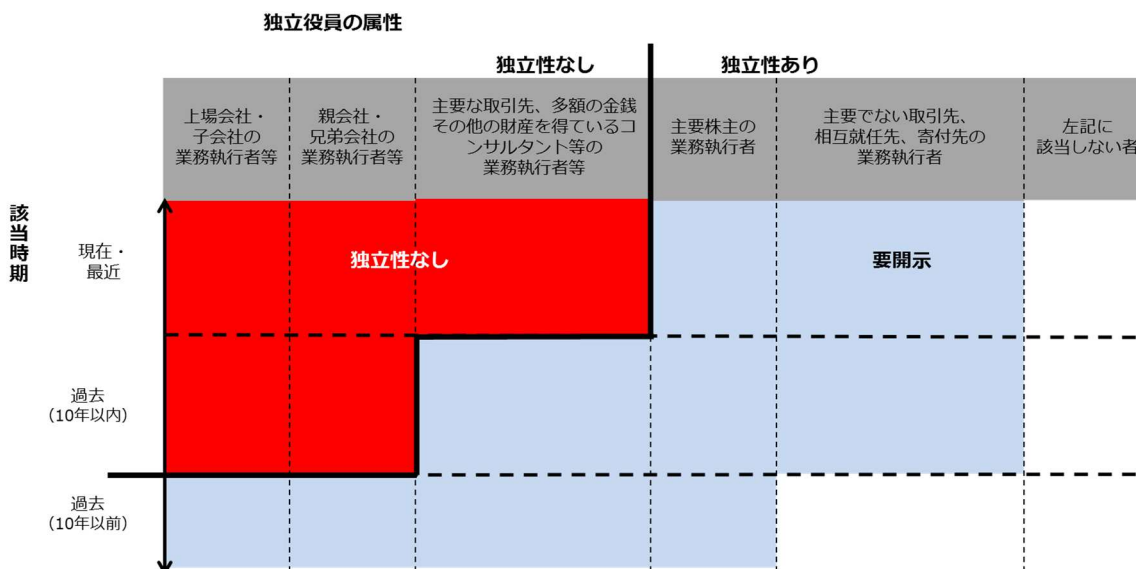 独立役員の属性
独立性なし
独立性あり
上場会社・
子会社の
業務執行者等
親会社・
兄弟会社の
業務執行者等
主要な取引先、多額の金銭
その他の財産を得ているコ
ンサルタント等の
業務執行者等
主要株主の
業務執行者
主要でない取引先、
相互就任先、寄付先の
業務執行者
左記に
該当しない者
該当時期
現在・
最近
独立性なし
要開示
過去
（10年以内）
過去
（10年以前）